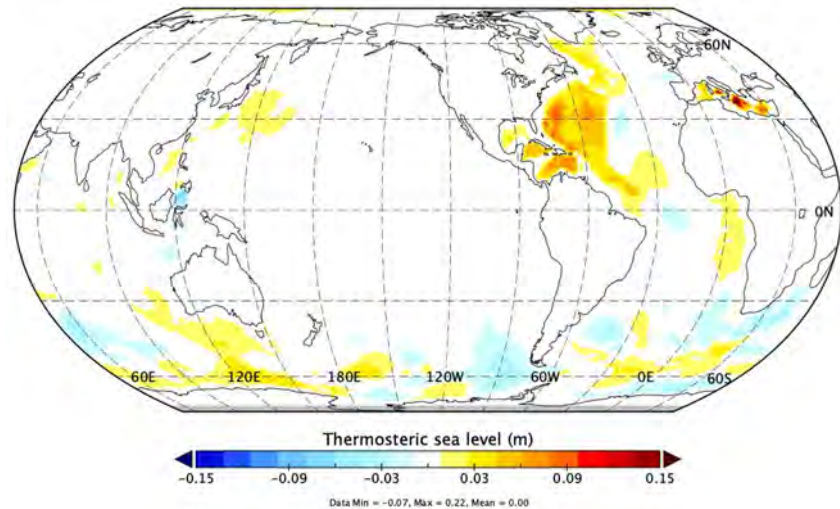 60N
0N
60E 120E 180E 120W 60W 0E 60S
Thermosteric sea level (m)
-0.15 -0.09 -0.03 0.03 0.09 0.15
Data Min = -0.07, Max = 0.22, Mean = 0.00